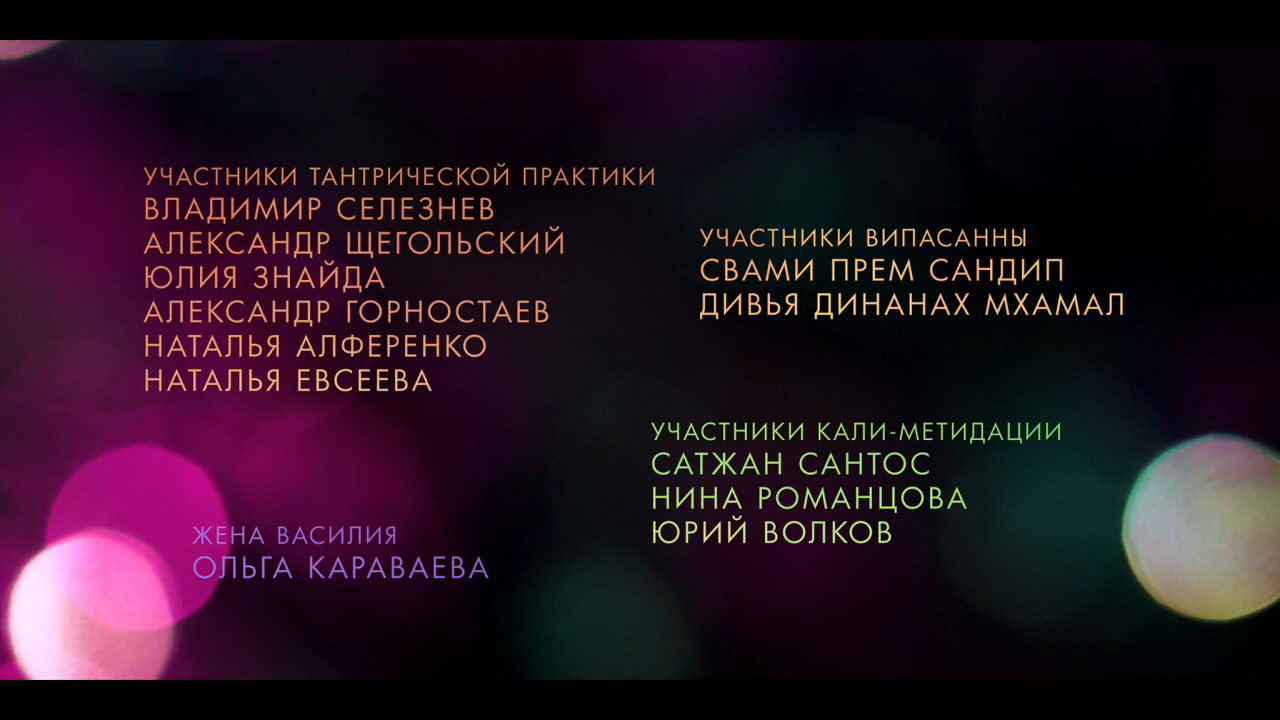 УЧАСТНИКИ ТАНТРИЧЕСКОЙ ПРАКТИКИ
ВЛАДИМИР СЕЛЕЗНЕВ
АЛЕКСАНДР ЩЕГОЛЬСКИЙ
ЮЛИЯ ЗНАЙДА
АЛЕКСАНДР ГОРНОСТАЕВ
НАТАЛЬЯ АЛФЕРЕНКО
НАТАЛЬЯ ЕВСЕЕВА
УЧАСТНИКИ ВИПАСАННЫ
СВАМИ ПРЕМ САНДИП
ДИВЬЯ ДИНАНАХ МХАМАЛ
УЧАСТНИКИ КАЛИ-МЕТИДАЦИИ
САТЖАН САНТОС
НИНА РОМАНЦОВА
ЮРИЙ ВОЛКОВ
ЖЕНА ВАСИЛИЯ
ОЛЬГА КАРАВАЕВА